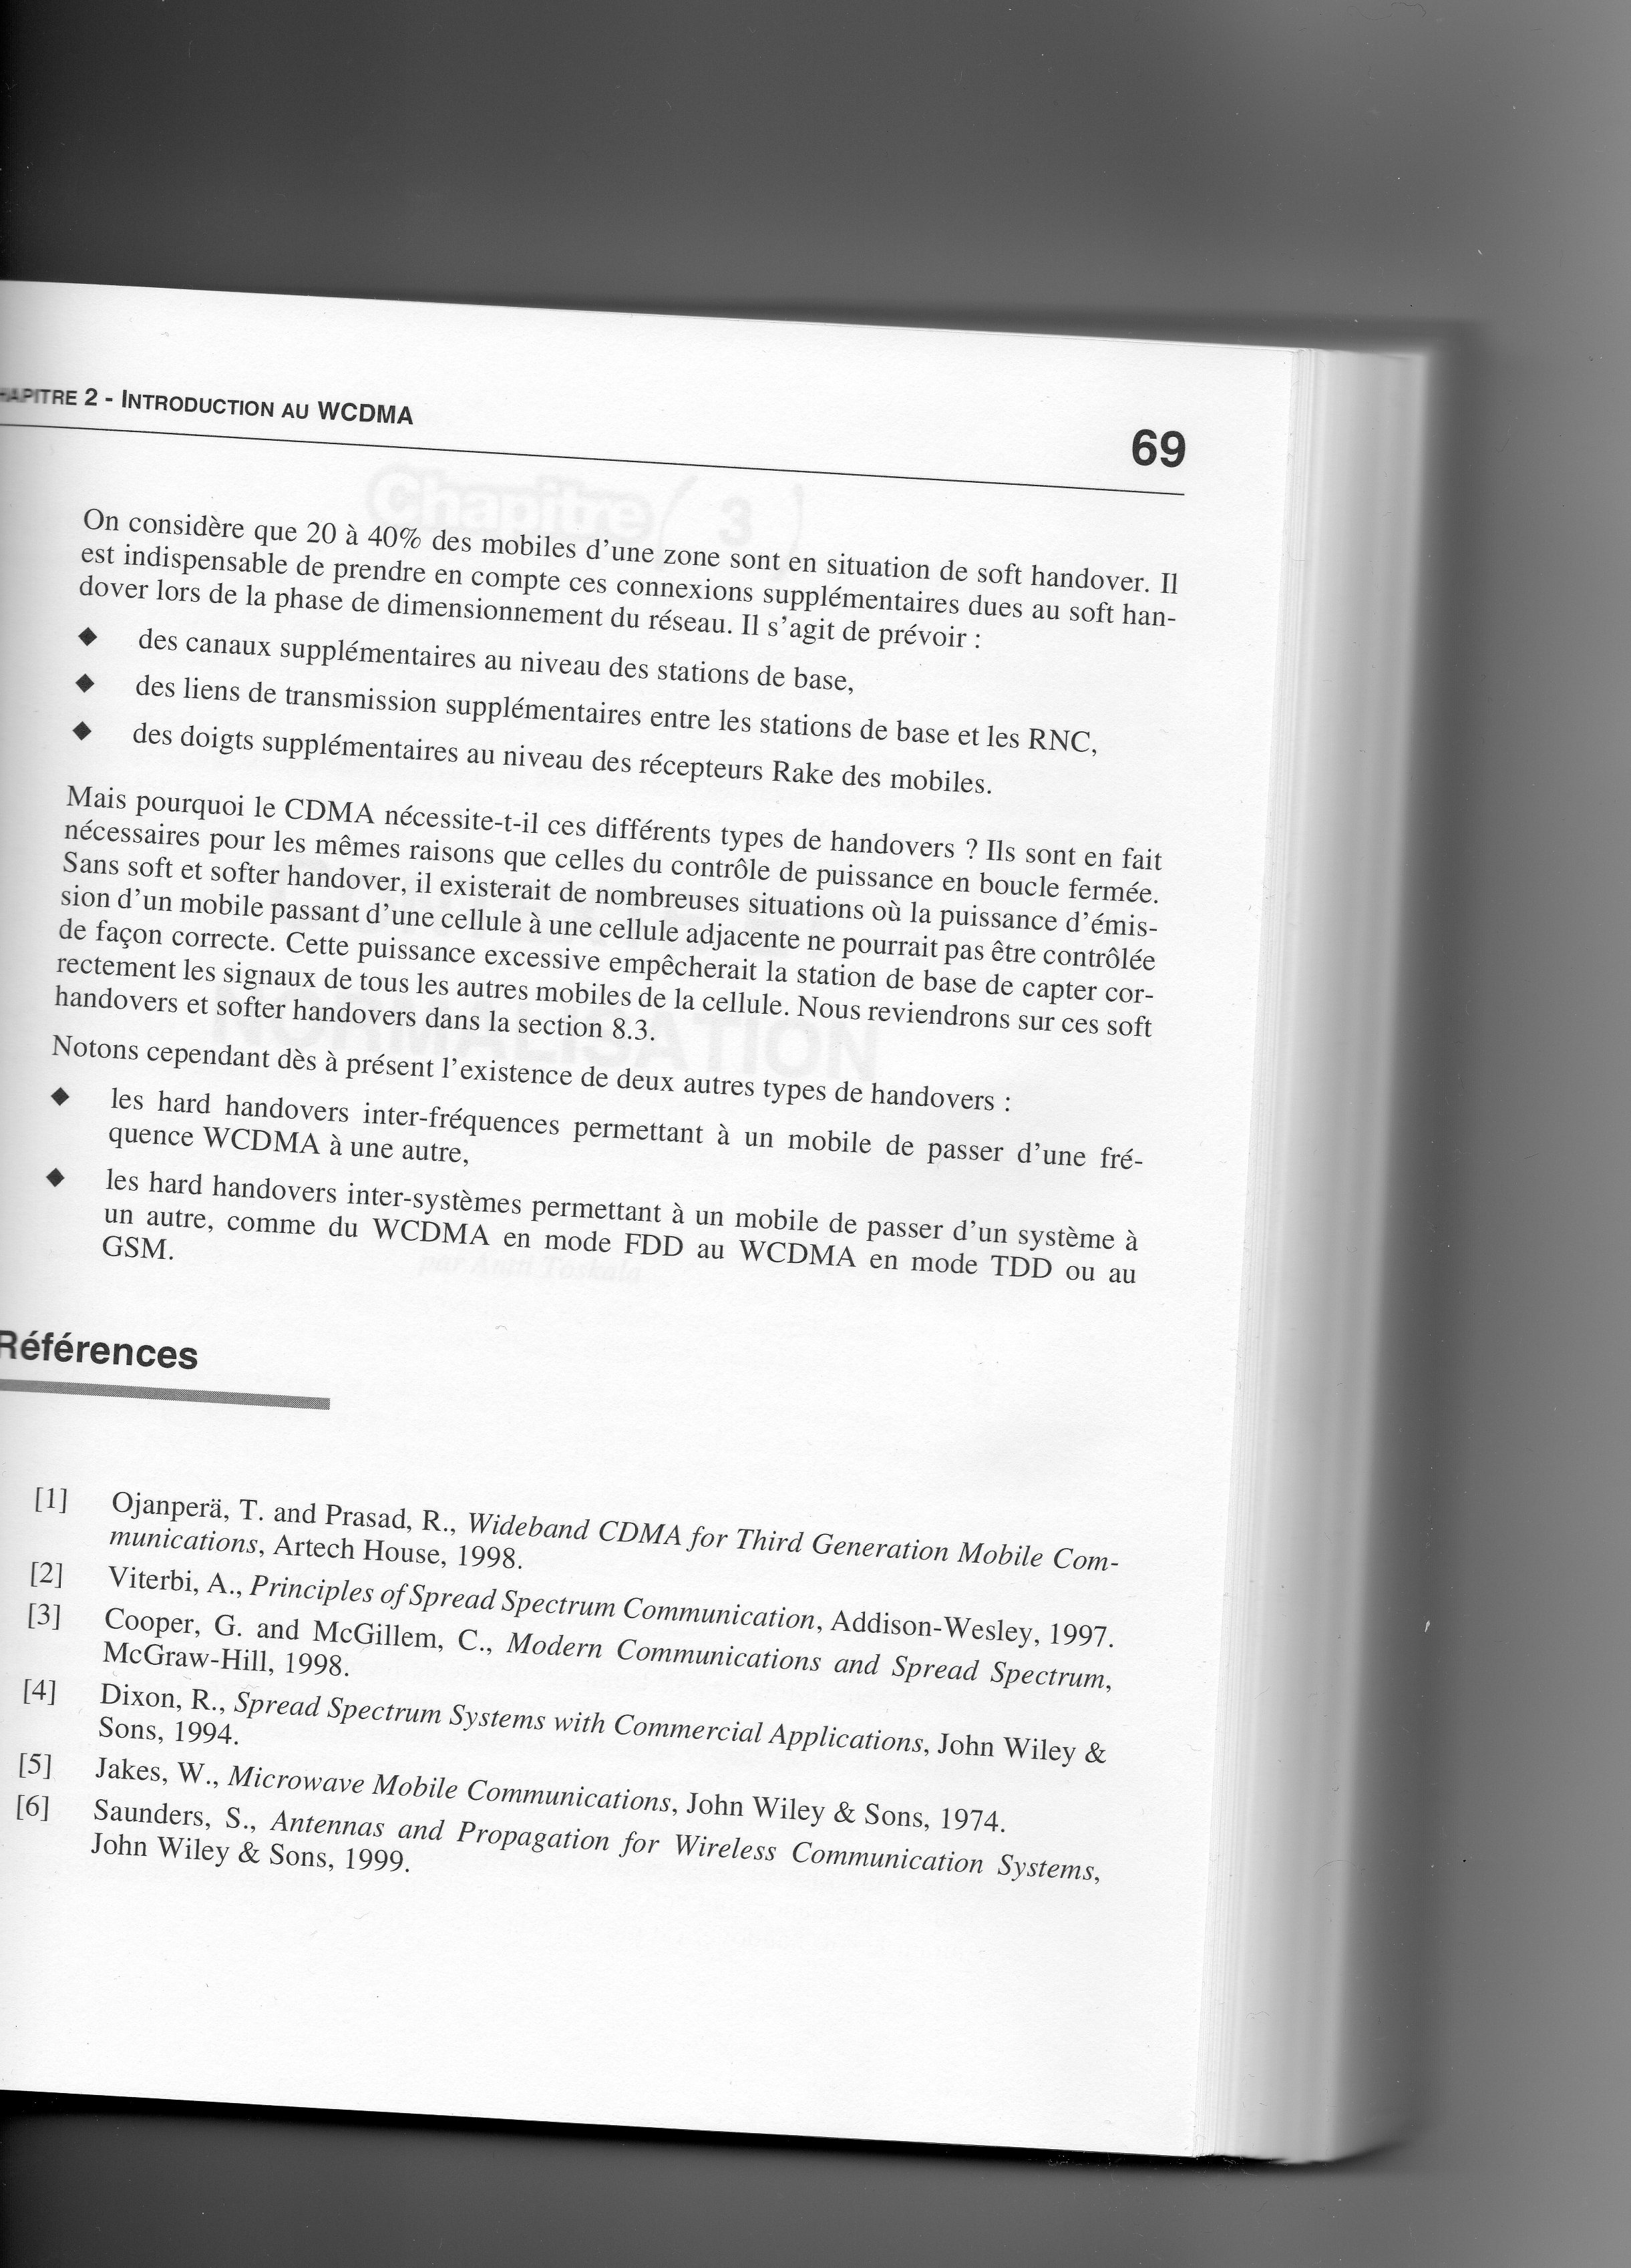 CHAPITRE 2 - INTRODUCTION AU WCDMA
69
On considère que 20 à 40% des mobiles d'une zone sont en situation de soft handover. Il
est indispensable de prendre en compte ces connexions supplémentaires dues au soft han-
dover lors de la phase de dimensionnement du réseau. Il s'agit de prévoir :
◆ des canaux supplémentaires au niveau des stations de base,
◆ des liens de transmission supplémentaires entre les stations de base et les RNC,
◆ des doigts supplémentaires au niveau des récepteurs Rake des mobiles.
Mais pourquoi le CDMA nécessite-t-il ces différents types de handovers ? Ils sont en fait
nécessaires pour les mêmes raisons que celles du contrôle de puissance en boucle fermée.
Sans soft et softer handover, il existerait de nombreuses situations où la puissance d'émis-
sion d'un mobile passant d'une cellule à une cellule adjacente ne pourrait pas être contrôlée
de façon correcte. Cette puissance excessive empêcherait la station de base de capter cor-
rectement les signaux de tous les autres mobiles de la cellule. Nous reviendrons sur ces soft
handovers et softer handovers dans la section 8.3.
Notons cependant dès à présent l'existence de deux autres types de handovers :
◆ les hard handovers inter-fréquences permettant à un mobile de passer d'une fré-
quence WCDMA à une autre,
◆ les hard handovers inter-systèmes permettant à un mobile de passer d'un système à
un autre, comme du WCDMA en mode FDD au WCDMA en mode TDD ou au
GSM.
Références
[1] Ojanperä, T. and Prasad, R., Wideband CDMA for Third Generation Mobile Com-
munications, Artech House, 1998.
[2] Viterbi, A., Principles of Spread Spectrum Communication, Addison-Wesley, 1997.
[3] Cooper, G. and McGillem, C., Modern Communications and Spread Spectrum,
McGraw-Hill, 1998.
[4] Dixon, R., Spread Spectrum Systems with Commercial Applications, John Wiley &
Sons, 1994.
[5] Jakes, W., Microwave Mobile Communications, John Wiley & Sons, 1974.
[6] Saunders, S., Antennas and Propagation for Wireless Communication Systems,
John Wiley & Sons, 1999.